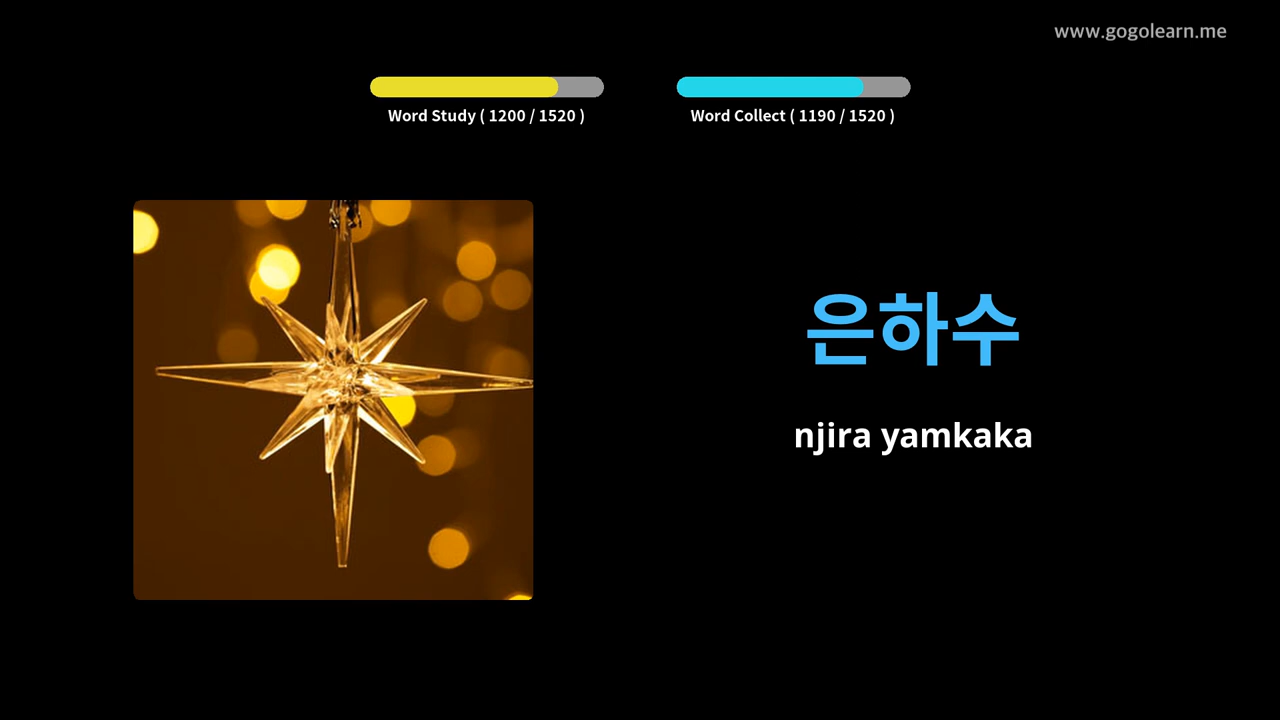 www.gogolearn.me
Word Study ( 1200 / 1520 )
Word Collect ( 1190 / 1520 )
은하수
njira yamkaka